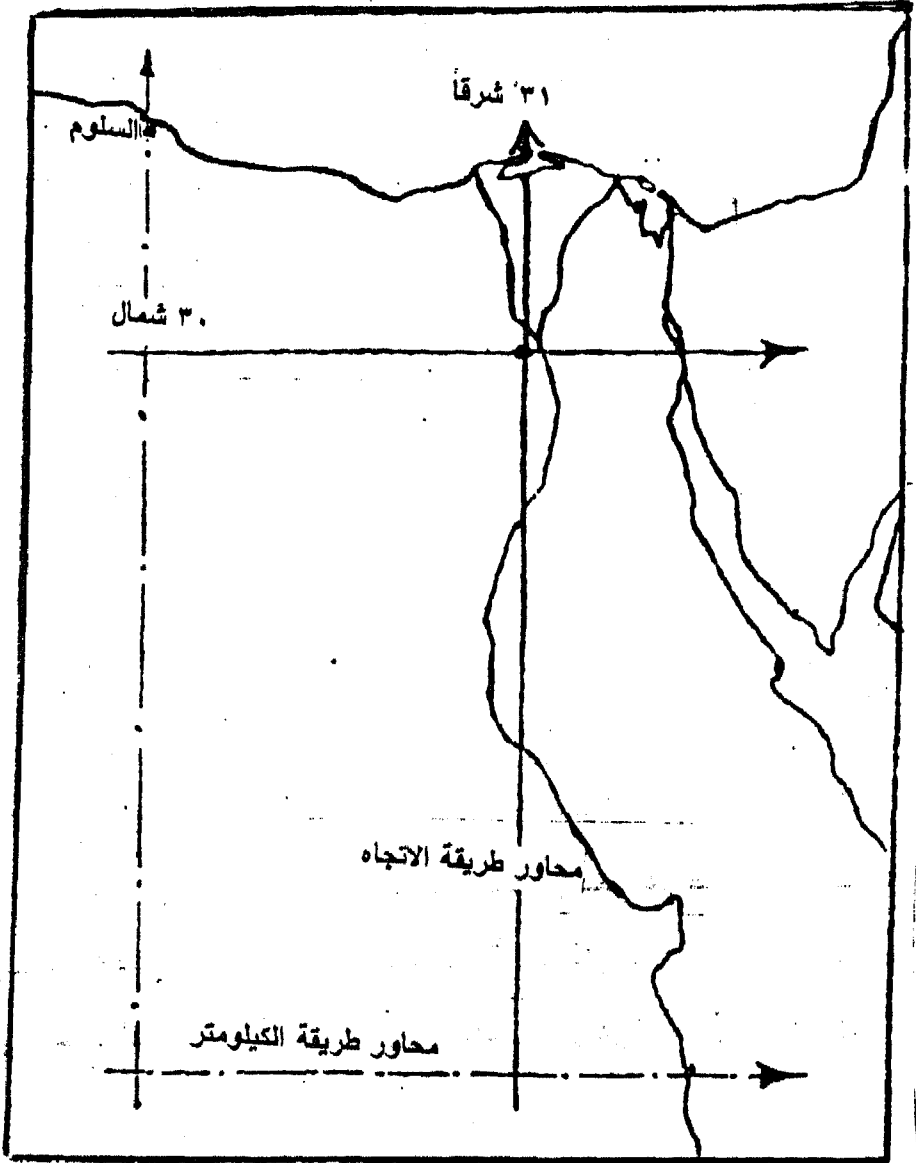 ٣١° شرقاً
السلوم
٣٠ شمال
محاور طريقة الاتجاه
محاور طريقة الكيلومتر